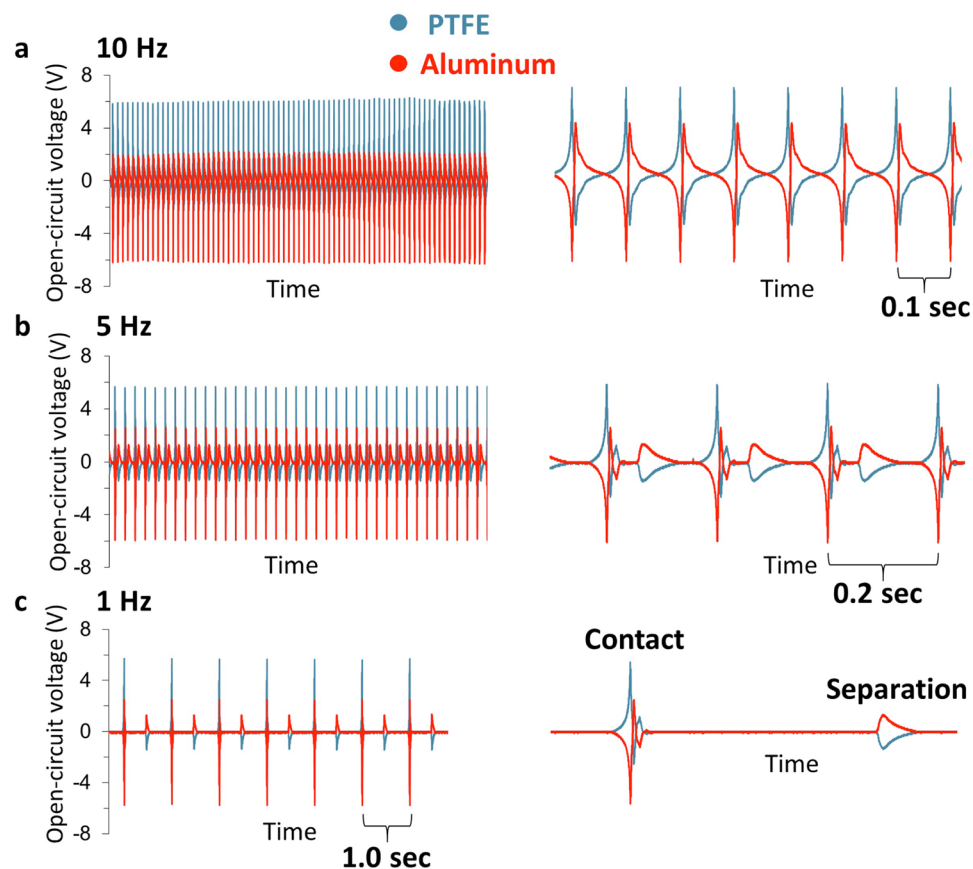 PTFE
Aluminum
a 10 Hz
Open-circuit voltage (V)
8
4
0
-4
-8
Time
Time
0.1 sec
b 5 Hz
Open-circuit voltage (V)
8
4
0
-4
-8
Time
Time
0.2 sec
c 1 Hz
Open-circuit voltage (V)
8
4
0
-4
-8
Time
1.0 sec
Contact
Separation
Time